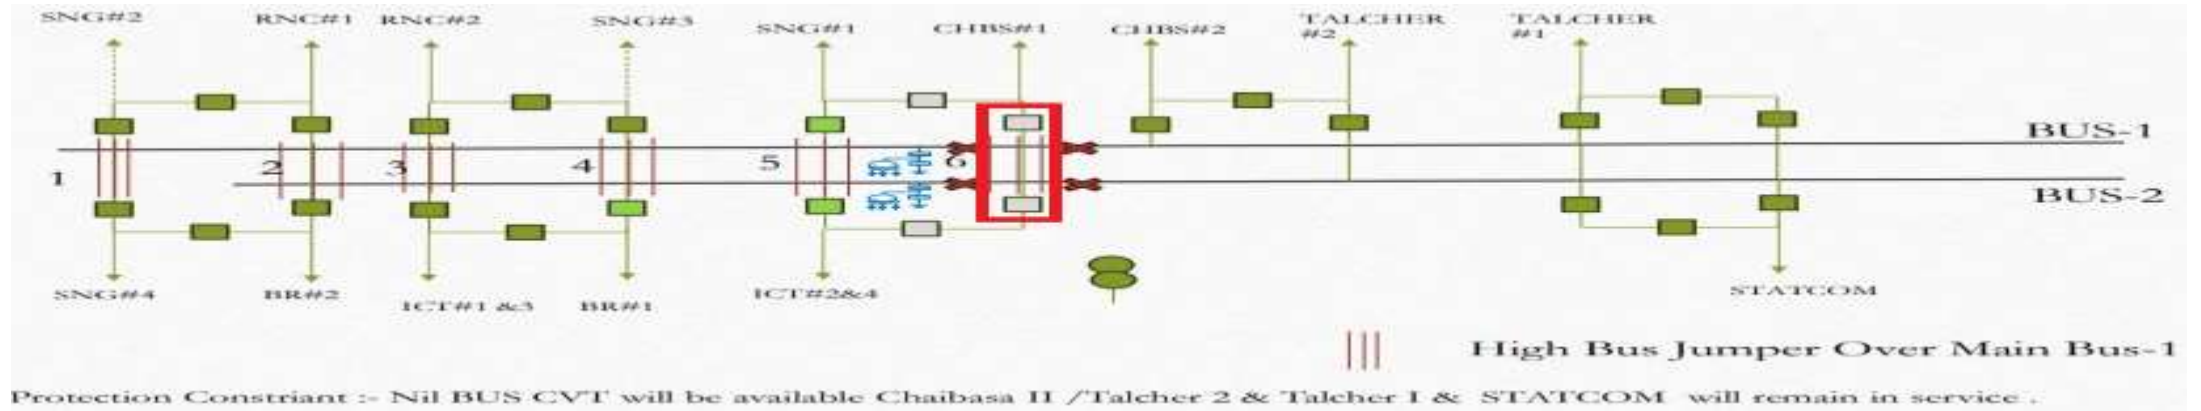 SNG#2 RNC#1 RNC#2 SNG#3 SNG#1 CHBS#1 CHBS#2 TALCHER #2 TALCHER #1
BUS-1
1 2 3 4 5 6
BUS-2
SNG#4 BR#2 ICT#1 &3 BR#1 ICT#2&4 STATCOM
High Bus Jumper Over Main Bus-1
Protection Constriant :- Nil BUS CVT will be available Chaibasa II /Talcher 2 & Talcher I & STATCOM will remain in service .